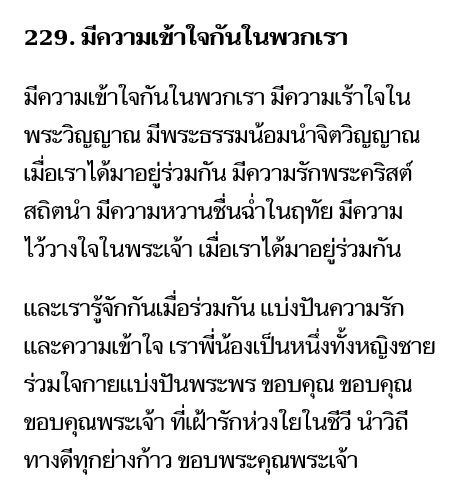 229. มีความเข้าใจกันในพวกเรา
มีความเข้าใจกันในพวกเรา มีความเร้าใจใน
พระวิญญาณ มีพระธรรมน้อมนำจิตวิญญาณ
เมื่อเราได้มาอยู่ร่วมกัน มีความรักพระคริสต์
สถิตนำ มีความหวานชื่นฉ่ำในฤทัย มีความ
ไว้วางใจในพระเจ้า เมื่อเราได้มาอยู่ร่วมกัน
และเรารู้จักกันเมื่อร่วมกัน แบ่งปันความรัก
และความเข้าใจ เราพี่น้องเป็นหนึ่งทั้งหญิงชาย
ร่วมใจกายแบ่งปันพระพร ขอบคุณ ขอบคุณ
ขอบคุณพระเจ้า ที่เฝ้ารักห่วงใยในชีวี นำวิถี
ทางดีทุกย่างก้าว ขอบพระคุณพระเจ้า